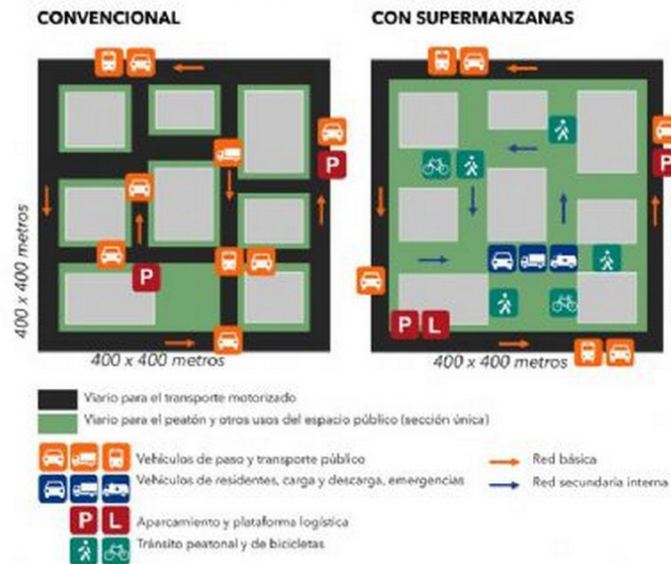 CONVENCIONAL
CON SUPERMANZANAS
P
P
P
P L
400 x 400 metros
400 x 400 metros
400 x 400 metros
Viario para el transporte motorizado
Viario para el peatón y otros usos del espacio público (sección única)
Vehículos de paso y transporte público
Red básica
Vehículos de residentes, carga y descarga, emergencias
Red secundaria interna
P L
Aparcamiento y plataforma logística
Tránsito peatonal y de bicicletas